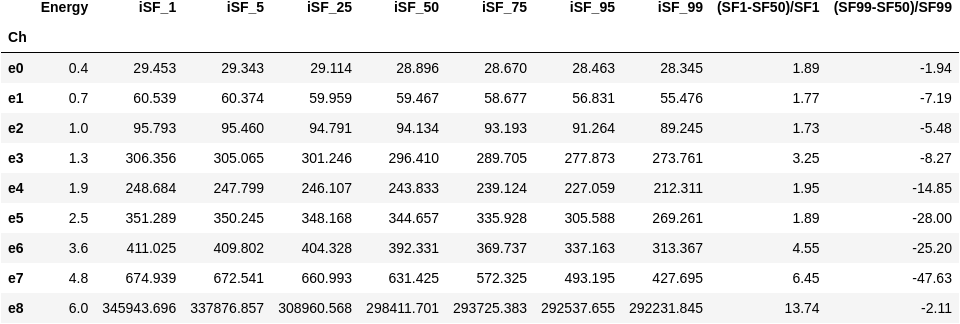 Energy iSF_1 iSF_5 iSF_25 iSF_50 iSF_75 iSF_95 iSF_99 (SF1-SF50)/SF1 (SF99-SF50)/SF99
Ch
e0 0.4 29.453 29.343 29.114 28.896 28.670 28.463 28.345 1.89 -1.94
e1 0.7 60.539 60.374 59.959 59.467 58.677 56.831 55.476 1.77 -7.19
e2 1.0 95.793 95.460 94.791 94.134 93.193 91.264 89.245 1.73 -5.48
e3 1.3 306.356 305.065 301.246 296.410 289.705 277.873 273.761 3.25 -8.27
e4 1.9 248.684 247.799 246.107 243.833 239.124 227.059 212.311 1.95 -14.85
e5 2.5 351.289 350.245 348.168 344.657 335.928 305.588 269.261 1.89 -28.00
e6 3.6 411.025 409.802 404.328 392.331 369.737 337.163 313.367 4.55 -25.20
e7 4.8 674.939 672.541 660.993 631.425 572.325 493.195 427.695 6.45 -47.63
e8 6.0 345943.696 337876.857 308960.568 298411.701 293725.383 292537.655 292231.845 13.74 -2.11